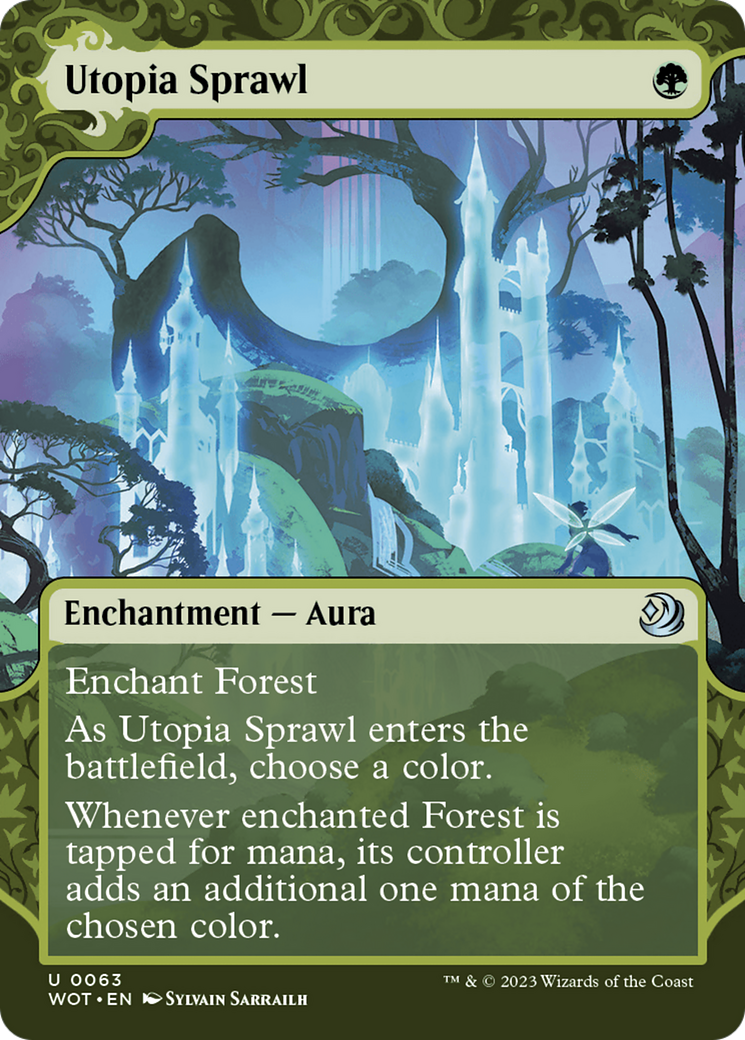 Utopia Sprawl
Enchantment — Aura
Enchant Forest
As Utopia Sprawl enters the
battlefield, choose a color.
Whenever enchanted Forest is
tapped for mana, its controller
adds an additional one mana of the
chosen color.
U 0063
WOT • EN Sylvain Sarrailh
™ & © 2023 Wizards of the Coast